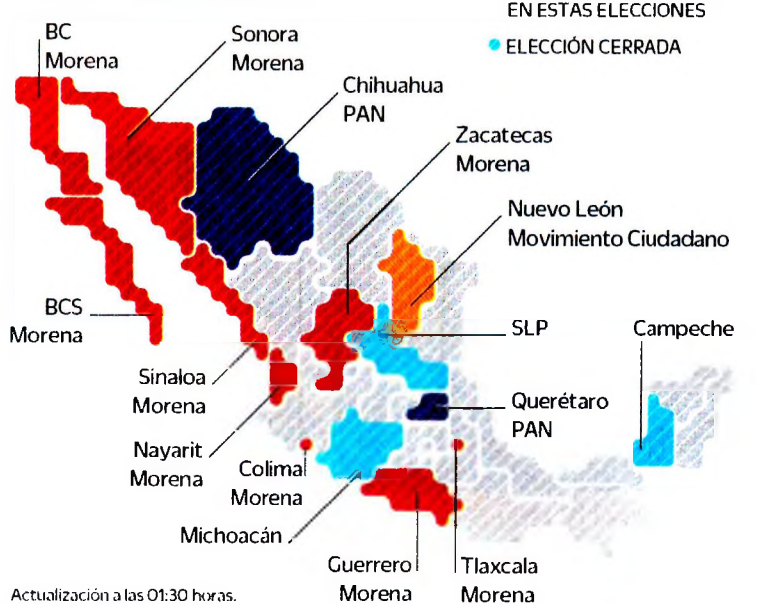 EN ESTAS ELECCIONES
ELECCIÓN CERRADA
BC
Morena
Sonora
Morena
Chihuahua
PAN
Zacatecas
Morena
Nuevo León
Movimiento Ciudadano
BCS
Morena
SLP
Campeche
Sinaloa
Morena
Querétaro
PAN
Nayarit
Morena
Colima
Morena
Michoacán
Guerrero
Morena
Tlaxcala
Morena
Actualización a las 01:30 horas.